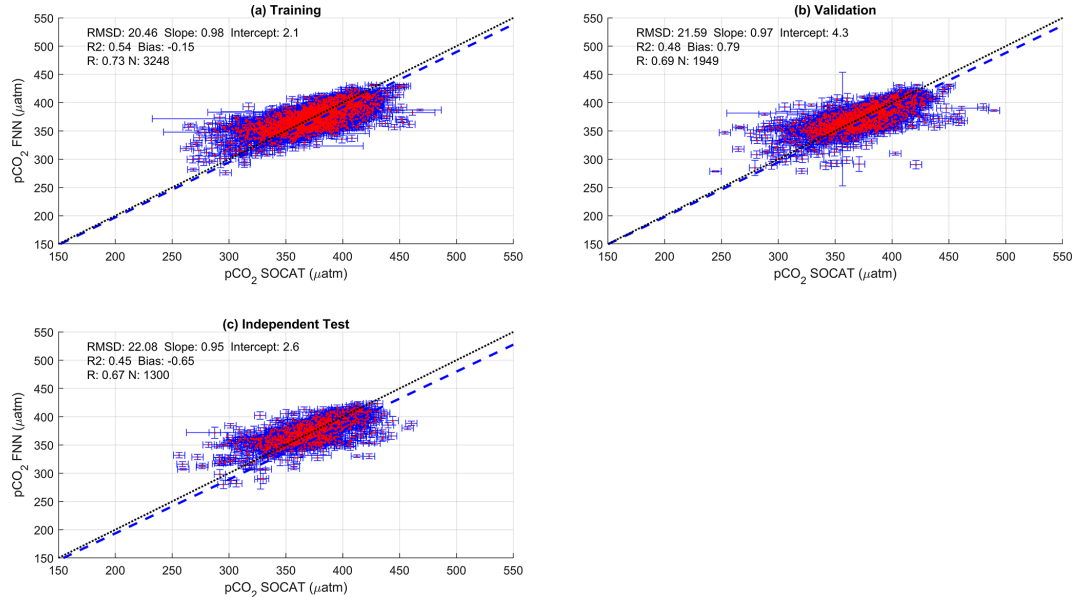 (a) Training
RMSD: 20.46 Slope: 0.98 Intercept: 2.1
R2: 0.54 Bias: -0.15
R: 0.73 N: 3248
550
500
450
400
350
300
250
200
150
pCO2 FNN (μatm)
150 200 250 300 350 400 450 500 550
pCO2 SOCAT (μatm)
(b) Validation
RMSD: 21.59 Slope: 0.97 Intercept: 4.3
R2: 0.48 Bias: 0.79
R: 0.69 N: 1949
550
500
450
400
350
300
250
200
150
pCO2 FNN (μatm)
150 200 250 300 350 400 450 500 550
pCO2 SOCAT (μatm)
(c) Independent Test
RMSD: 22.08 Slope: 0.95 Intercept: 2.6
R2: 0.45 Bias: -0.65
R: 0.67 N: 1300
550
500
450
400
350
300
250
200
150
pCO2 FNN (μatm)
150 200 250 300 350 400 450 500 550
pCO2 SOCAT (μatm)